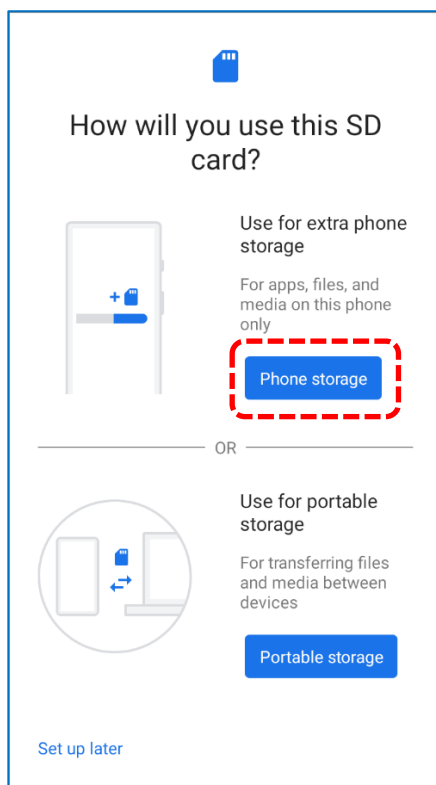 How will you use this SD
card?
Use for extra phone
storage
For apps, files, and
media on this phone
only
Phone storage
OR
Use for portable
storage
For transferring files
and media between
devices
Portable storage
Set up later